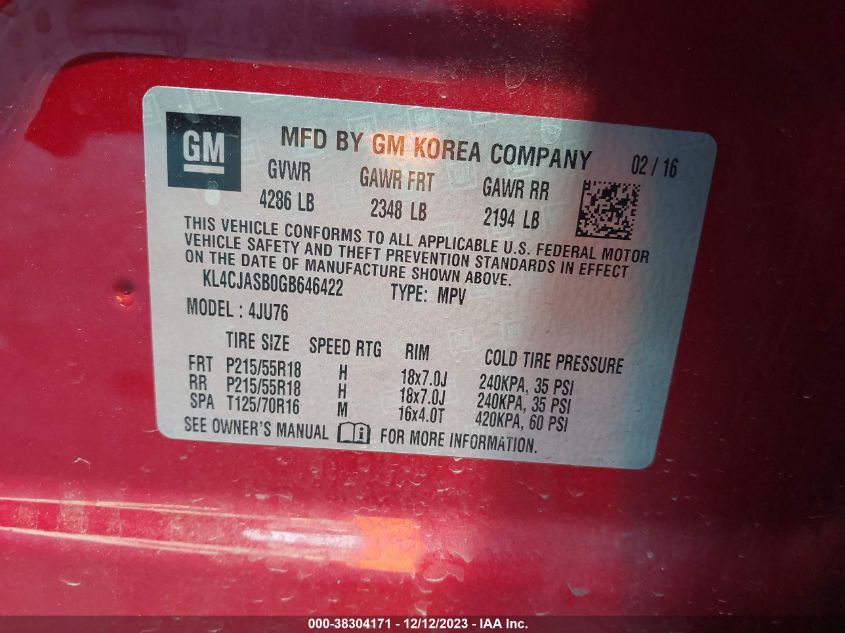 GM MFD BY GM KOREA COMPANY 02 / 16
GVWR GAWR FRT GAWR RR
4286 LB 2348 LB 2194 LB
THIS VEHICLE CONFORMS TO ALL APPLICABLE U.S. FEDERAL MOTOR
VEHICLE SAFETY AND THEFT PREVENTION STANDARDS IN EFFECT
ON THE DATE OF MANUFACTURE SHOWN ABOVE.
KL4CJASB0GB646422 TYPE: MPV
MODEL : 4JU76
TIRE SIZE SPEED RTG RIM COLD TIRE PRESSURE
FRT P215/55R18 H 18x7.0J 240KPA, 35 PSI
RR P215/55R18 H 18x7.0J 240KPA, 35 PSI
SPA T125/70R16 M 16x4.0T 420KPA, 60 PSI
SEE OWNER'S MANUAL FOR MORE INFORMATION.
000-38304171 - 12/12/2023 - IAA Inc.